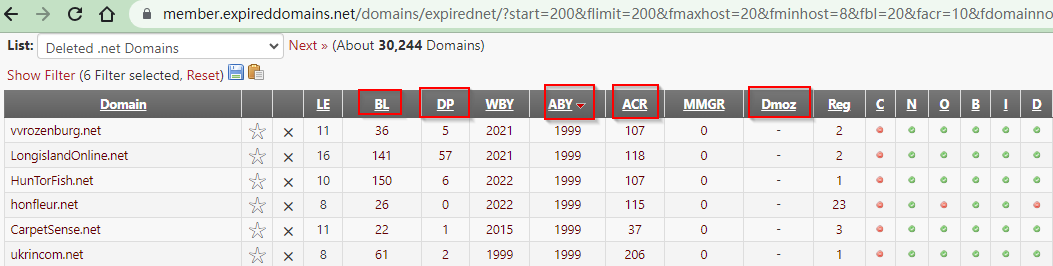 member.expireddomains.net/domains/expirednet/?start=200&flimit=200&fmaxhost=20&fminhost=8&fbl=20&facr=10&fdomainno
List: Deleted .net Domains Next » (About 30,244 Domains)
Show Filter (6 Filter selected, Reset)
Domain LE BL DP WBY ABY ACR MMGR Dmoz Reg C N O B I D
vvrozenburg.net 11 36 5 2021 1999 107 0 - 2
LongislandOnline.net 16 141 57 2021 1999 118 0 - 2
HunTorFish.net 10 150 6 2022 1999 107 0 - 1
honfleur.net 8 26 0 2022 1999 115 0 - 23
CarpetSense.net 11 22 1 2015 1999 37 0 - 3
ukrincom.net 8 61 2 1999 1999 206 0 - 1